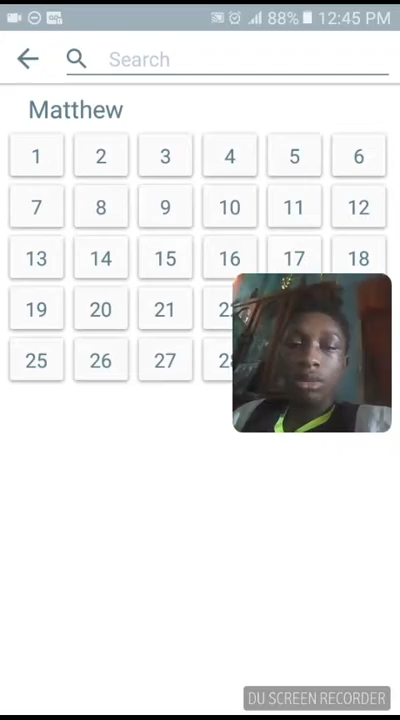 88% 12:45 PM
Search
Matthew
1 2 3 4 5 6
7 8 9 10 11 12
13 14 15 16 17 18
19 20 21
25 26 27
DU SCREEN RECORDER